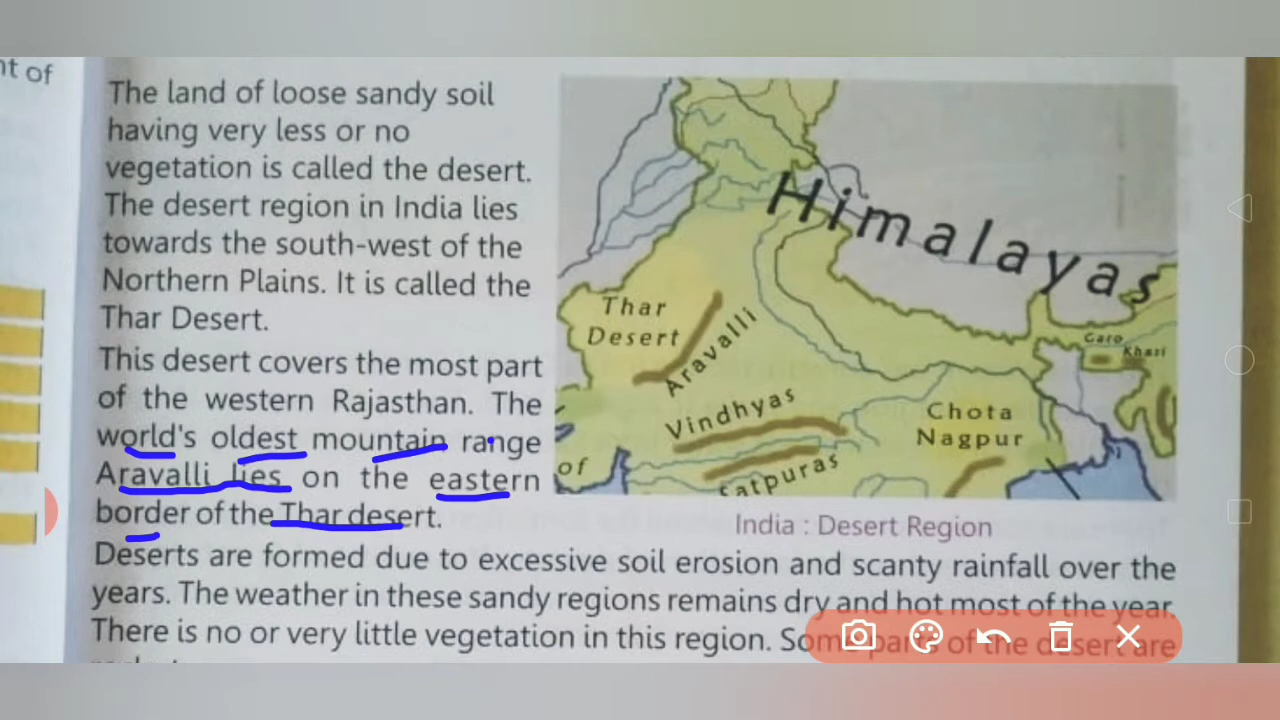 nt of
The land of loose sandy soil
having very less or no
vegetation is called the desert.
The desert region in India lies
towards the south-west of the
Northern Plains. It is called the
Thar Desert.
This desert covers the most part
of the western Rajasthan. The
world's oldest mountain range
Aravalli lies on the eastern
border of the Thar desert.
Himalayas
Thar
Desert
Aravalli
Vindhyas
Satpuras
Chota
Nagpur
Garo
Khasi
of
India : Desert Region
Deserts are formed due to excessive soil erosion and scanty rainfall over the
years. The weather in these sandy regions remains dry and hot most of the year.
There is no or very little vegetation in this region. Some parts of the desert are